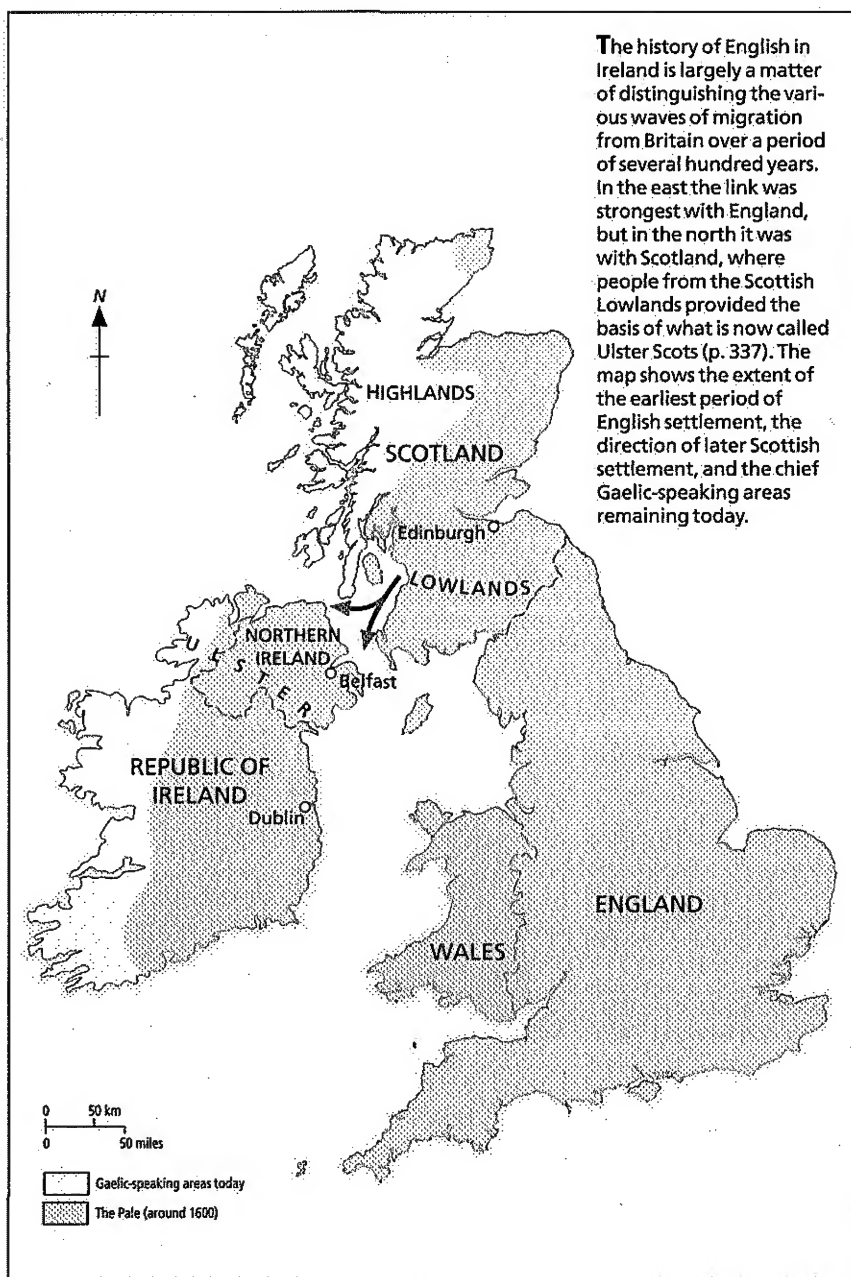 The history of English in
Ireland is largely a matter
of distinguishing the vari-
ous waves of migration
from Britain over a period
of several hundred years.
In the east the link was
strongest with England,
but in the north it was
with Scotland, where
people from the Scottish
Lowlands provided the
basis of what is now called
Ulster Scots (p. 337). The
map shows the extent of
the earliest period of
English settlement, the
direction of later Scottish
settlement, and the chief
Gaelic-speaking areas
remaining today.
N
HIGHLANDS
SCOTLAND
Edinburgh
LOWLANDS
NORTHERN
IRELAND
ULSTER
Belfast
REPUBLIC OF
IRELAND
Dublin
ENGLAND
WALES
0 50 km
0 50 miles
Gaelic-speaking areas today
The Pale (around 1600)